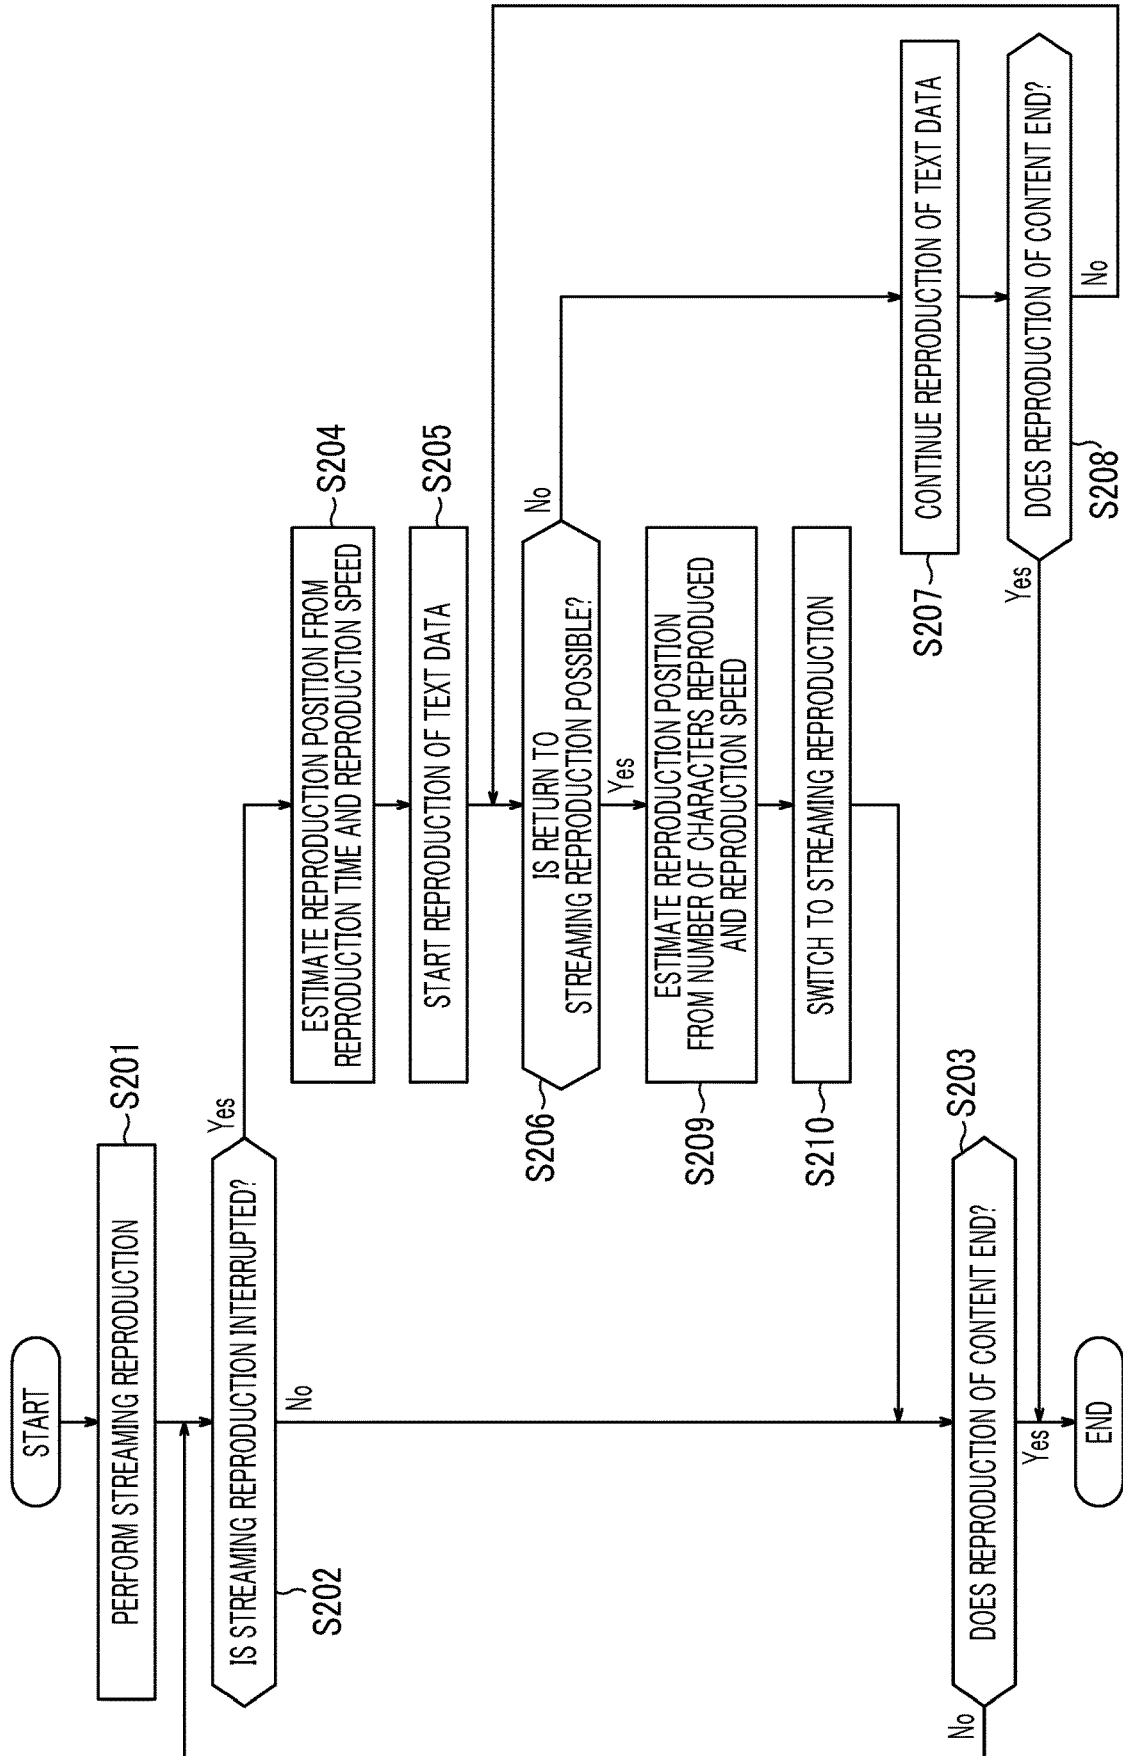 START
PERFORM STREAMING REPRODUCTION
S201
IS STREAMING REPRODUCTION INTERRUPTED?
S202
Yes
No
ESTIMATE REPRODUCTION POSITION FROM
REPRODUCTION TIME AND REPRODUCTION SPEED
S204
START REPRODUCTION OF TEXT DATA
S205
IS RETURN TO
STREAMING REPRODUCTION POSSIBLE?
S206
No
Yes
ESTIMATE REPRODUCTION POSITION
FROM NUMBER OF CHARACTERS REPRODUCED
AND REPRODUCTION SPEED
S209
SWITCH TO STREAMING REPRODUCTION
S210
CONTINUE REPRODUCTION OF TEXT DATA
S207
DOES REPRODUCTION OF CONTENT END?
S208
Yes
No
DOES REPRODUCTION OF CONTENT END?
S203
No
Yes
END